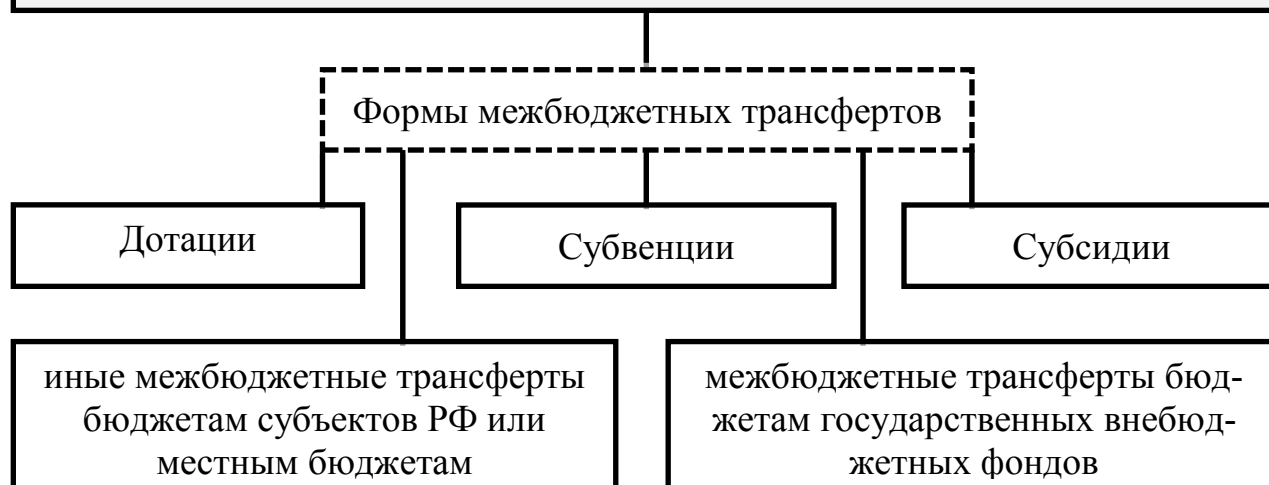 Формы межбюджетных трансфертов
Дотации
Субвенции
Субсидии
иные межбюджетные трансферты
бюджетам субъектов РФ или
местным бюджетам
межбюджетные трансферты бюд-
жетам государственных внебюд-
жетных фондов